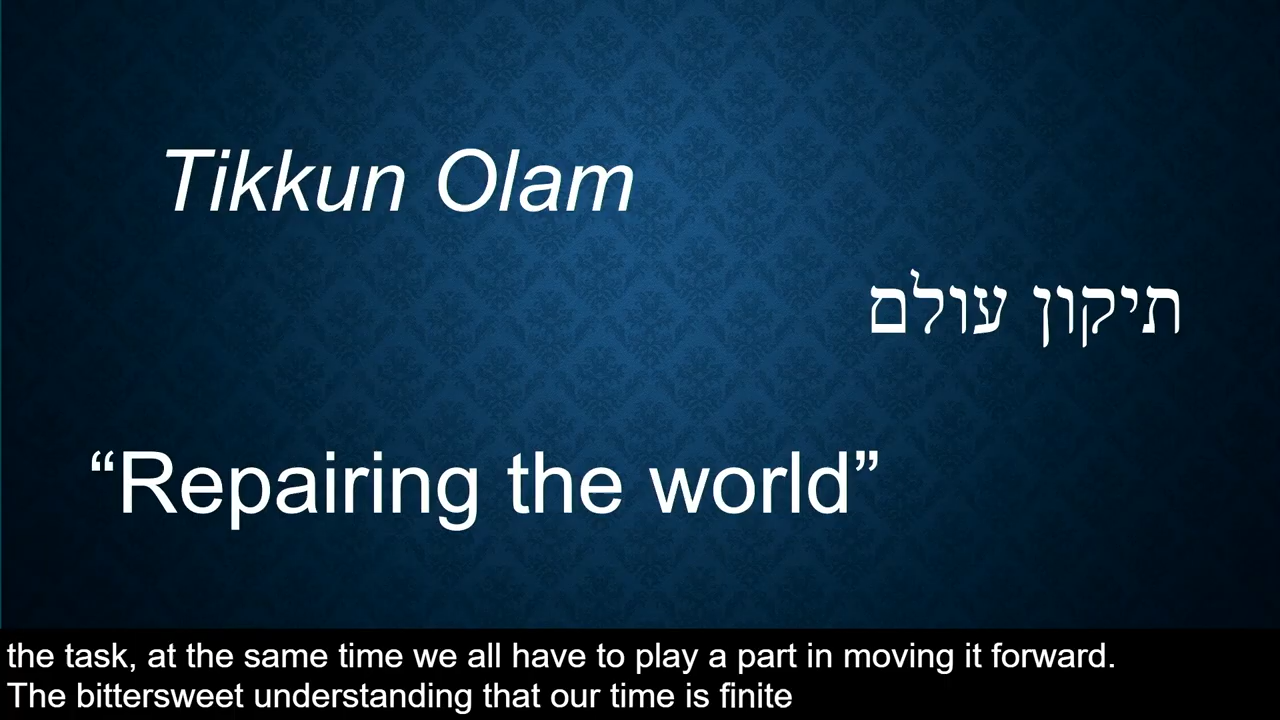 Tikkun Olam
תיקון עולם
“Repairing the world”
the task, at the same time we all have to play a part in moving it forward.
The bittersweet understanding that our time is finite